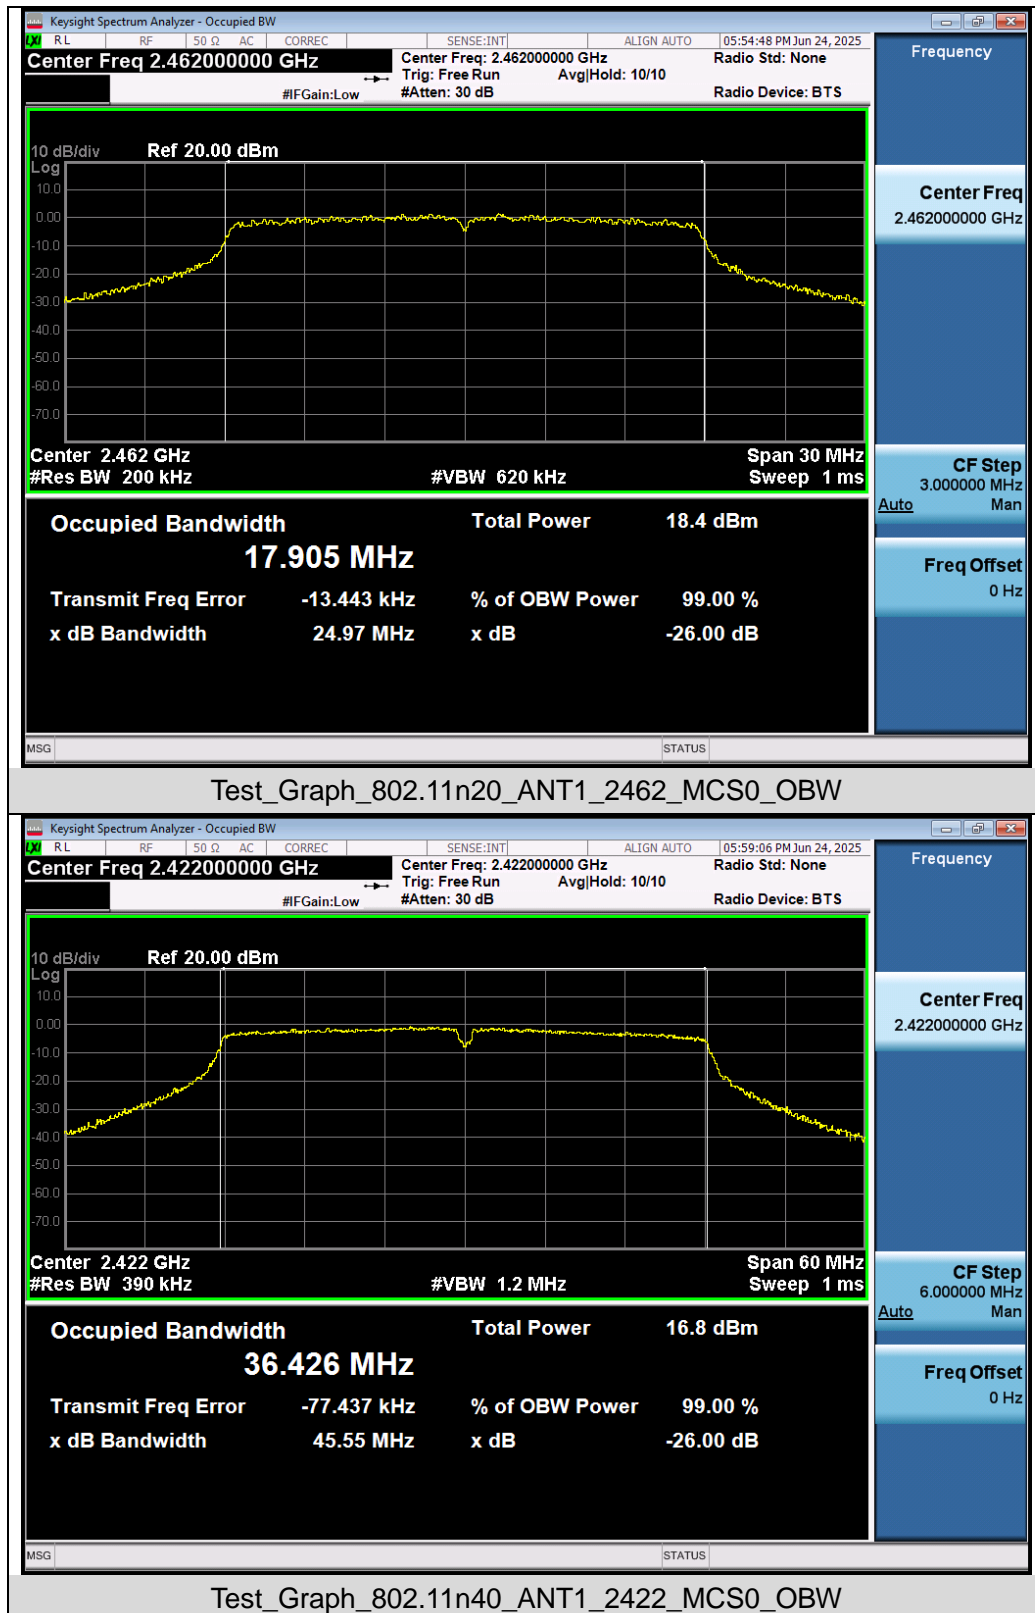 Keysight Spectrum Analyzer - Occupied BW
LXI RL RF 50 Ω AC CORREC SENSE:INT ALIGN AUTO 05:54:48 PM Jun 24, 2025
Center Freq 2.462000000 GHz
Center Freq: 2.462000000 GHz
Radio Std: None
Trig: Free Run Avg|Hold: 10/10
#IFGain:Low
#Atten: 30 dB
Radio Device: BTS
10 dB/div Ref 20.00 dBm
Log
10.0
0.00
-10.0
-20.0
-30.0
-40.0
-50.0
-60.0
-70.0
Center 2.462 GHz Span 30 MHz
#Res BW 200 kHz #VBW 620 kHz Sweep 1 ms
Occupied Bandwidth Total Power 18.4 dBm
17.905 MHz
Transmit Freq Error -13.443 kHz % of OBW Power 99.00 %
x dB Bandwidth 24.97 MHz x dB -26.00 dB
MSG STATUS
Frequency
Center Freq
2.462000000 GHz
CF Step
3.000000 MHz
Auto Man
Freq Offset
0 Hz
Test_Graph_802.11n20_ANT1_2462_MCS0_OBW
Keysight Spectrum Analyzer - Occupied BW
LXI RL RF 50 Ω AC CORREC SENSE:INT ALIGN AUTO 05:59:06 PM Jun 24, 2025
Center Freq 2.422000000 GHz
Center Freq: 2.422000000 GHz
Radio Std: None
Trig: Free Run Avg|Hold: 10/10
#IFGain:Low
#Atten: 30 dB
Radio Device: BTS
10 dB/div Ref 20.00 dBm
Log
10.0
0.00
-10.0
-20.0
-30.0
-40.0
-50.0
-60.0
-70.0
Center 2.422 GHz Span 60 MHz
#Res BW 390 kHz #VBW 1.2 MHz Sweep 1 ms
Occupied Bandwidth Total Power 16.8 dBm
36.426 MHz
Transmit Freq Error -77.437 kHz % of OBW Power 99.00 %
x dB Bandwidth 45.55 MHz x dB -26.00 dB
MSG STATUS
Frequency
Center Freq
2.422000000 GHz
CF Step
6.000000 MHz
Auto Man
Freq Offset
0 Hz
Test_Graph_802.11n40_ANT1_2422_MCS0_OBW